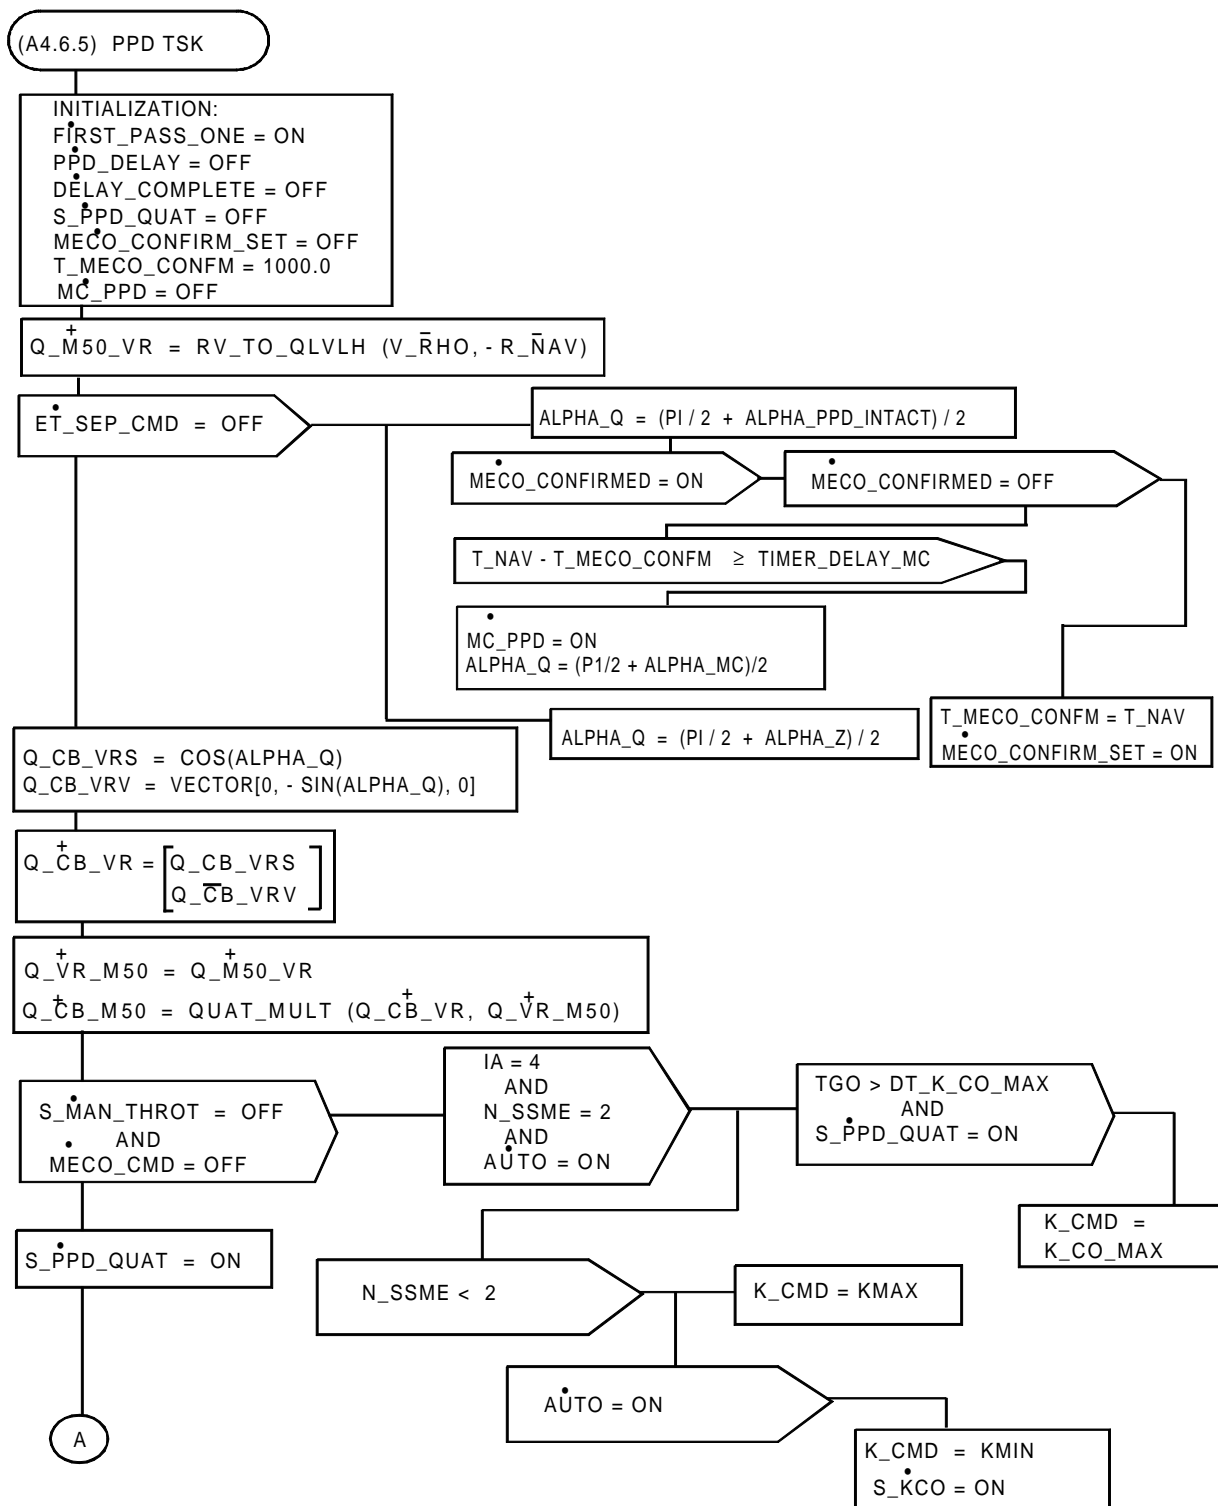 (A4.6.5) PPD TSK
INITIALIZATION:
FIRST_PASS_ONE = ON
PPD_DELAY = OFF
DELAY_COMPLETE = OFF
S_PPD_QUAT = OFF
MECO_CONFIRM_SET = OFF
T_MECO_CONFM = 1000.0
MC_PPD = OFF
Q_M50_VR = RV_TO_QLVLH (V_RHO, - R_NAV)
ET_SEP_CMD = OFF
ALPHA_Q = (PI / 2 + ALPHA_PPD_INTACT) / 2
MECO_CONFIRMED = ON
MECO_CONFIRMED = OFF
T_NAV - T_MECO_CONFM ≥ TIMER_DELAY_MC
MC_PPD = ON
ALPHA_Q = (P1/2 + ALPHA_MC)/2
T_MECO_CONFM = T_NAV
MECO_CONFIRM_SET = ON
ALPHA_Q = (PI / 2 + ALPHA_Z) / 2
Q_CB_VRS = COS(ALPHA_Q)
Q_CB_VRV = VECTOR[0, - SIN(ALPHA_Q), 0]
Q_CB_VR = [Q_CB_VRS
Q_CB_VRV ]
Q_VR_M50 = Q_M50_VR
Q_CB_M50 = QUAT_MULT (Q_CB_VR, Q_VR_M50)
S_MAN_THROT = OFF
AND
MECO_CMD = OFF
IA = 4
AND
N_SSME = 2
AND
AUTO = ON
TGO > DT_K_CO_MAX
AND
S_PPD_QUAT = ON
K_CMD =
K_CO_MAX
S_PPD_QUAT = ON
N_SSME < 2
K_CMD = KMAX
AUTO = ON
K_CMD = KMIN
S_KCO = ON
A